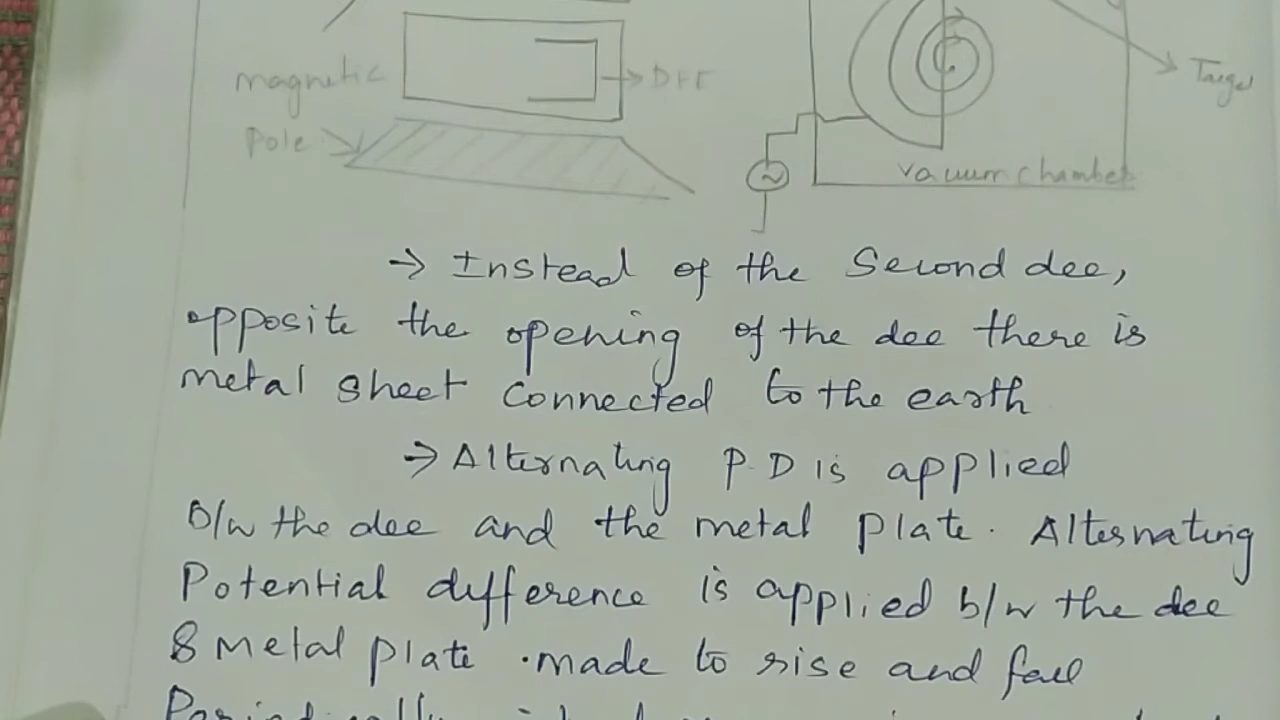 magnetic
Pole
DEE
Target
vacuum chamber
→ Instead of the Second dee,
opposite the opening of the dee there is
metal sheet connected to the earth
→ Alternating P.D is applied
b/w the dee and the metal plate. Alternating
Potential difference is applied b/w the dee
& metal plate .made to rise and fall
Periodically